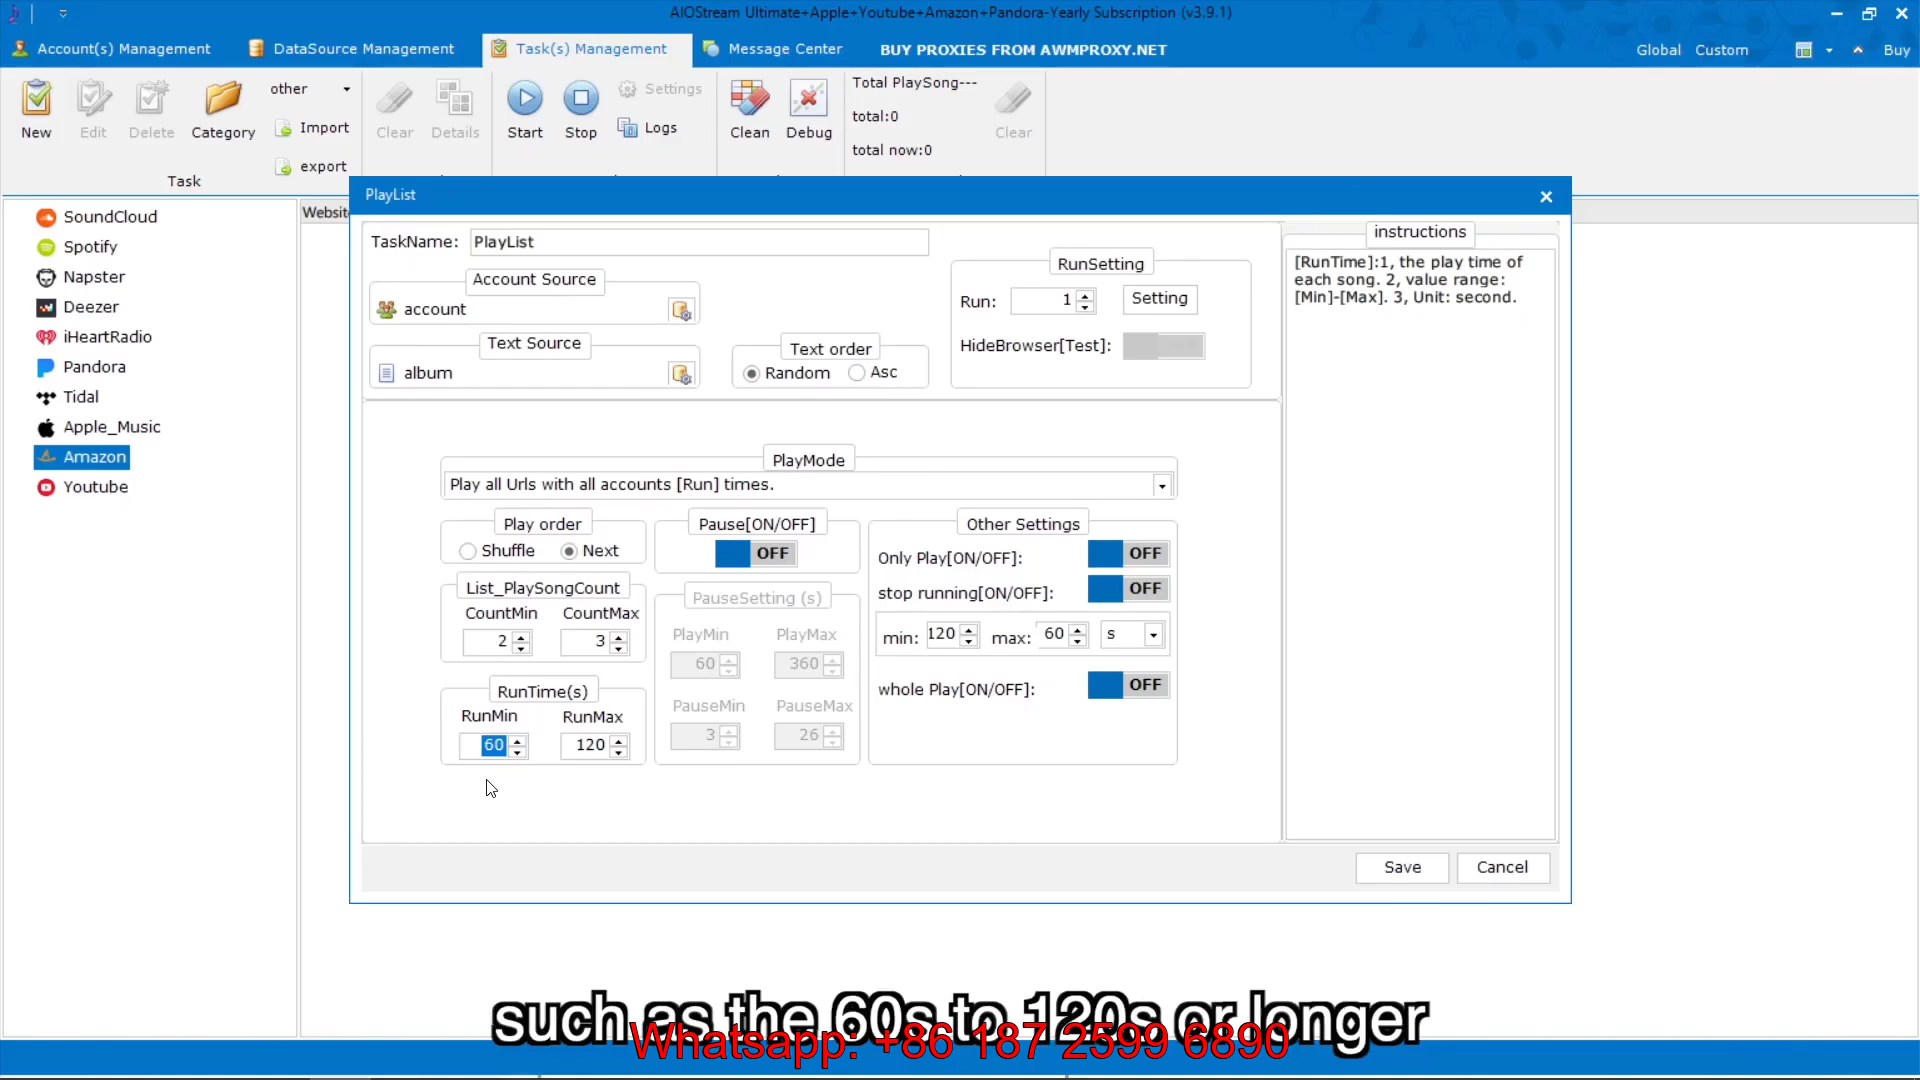 AIOStream Ultimate+Apple+Youtube+Amazon+Pandora-Yearly Subscription (v3.9.1)
Account(s) Management
DataSource Management
Task(s) Management
Message Center
BUY PROXIES FROM AWMPROXY.NET
Global
Custom
Buy
New
Edit
Delete
Category
other
Import
export
Clear
Details
Start
Stop
Settings
Logs
Clean
Debug
Total PlaySong---
total:0
total now:0
Clear
Task
SoundCloud
Spotify
Napster
Deezer
iHeartRadio
Pandora
Tidal
Apple_Music
Amazon
Youtube
PlayList
TaskName: PlayList
Account Source
account
Text Source
album
Text order
Random Asc
RunSetting
Run: 1 Setting
HideBrowser[Test]:
instructions
[RunTime]:1, the play time of
each song. 2, value range:
[Min]-[Max]. 3, Unit: second.
PlayMode
Play all Urls with all accounts [Run] times.
Play order
Shuffle Next
List_PlaySongCount
CountMin CountMax
2 3
RunTime(s)
RunMin RunMax
60 120
Pause[ON/OFF]
OFF
PauseSetting (s)
PlayMin PlayMax
60 360
PauseMin PauseMax
3 26
Other Settings
Only Play[ON/OFF]: OFF
stop running[ON/OFF]: OFF
min: 120 max: 60 s
whole Play[ON/OFF]: OFF
Save Cancel
such as the 60s to 120s or longer
Whatsapp: +86 187 2599 6890